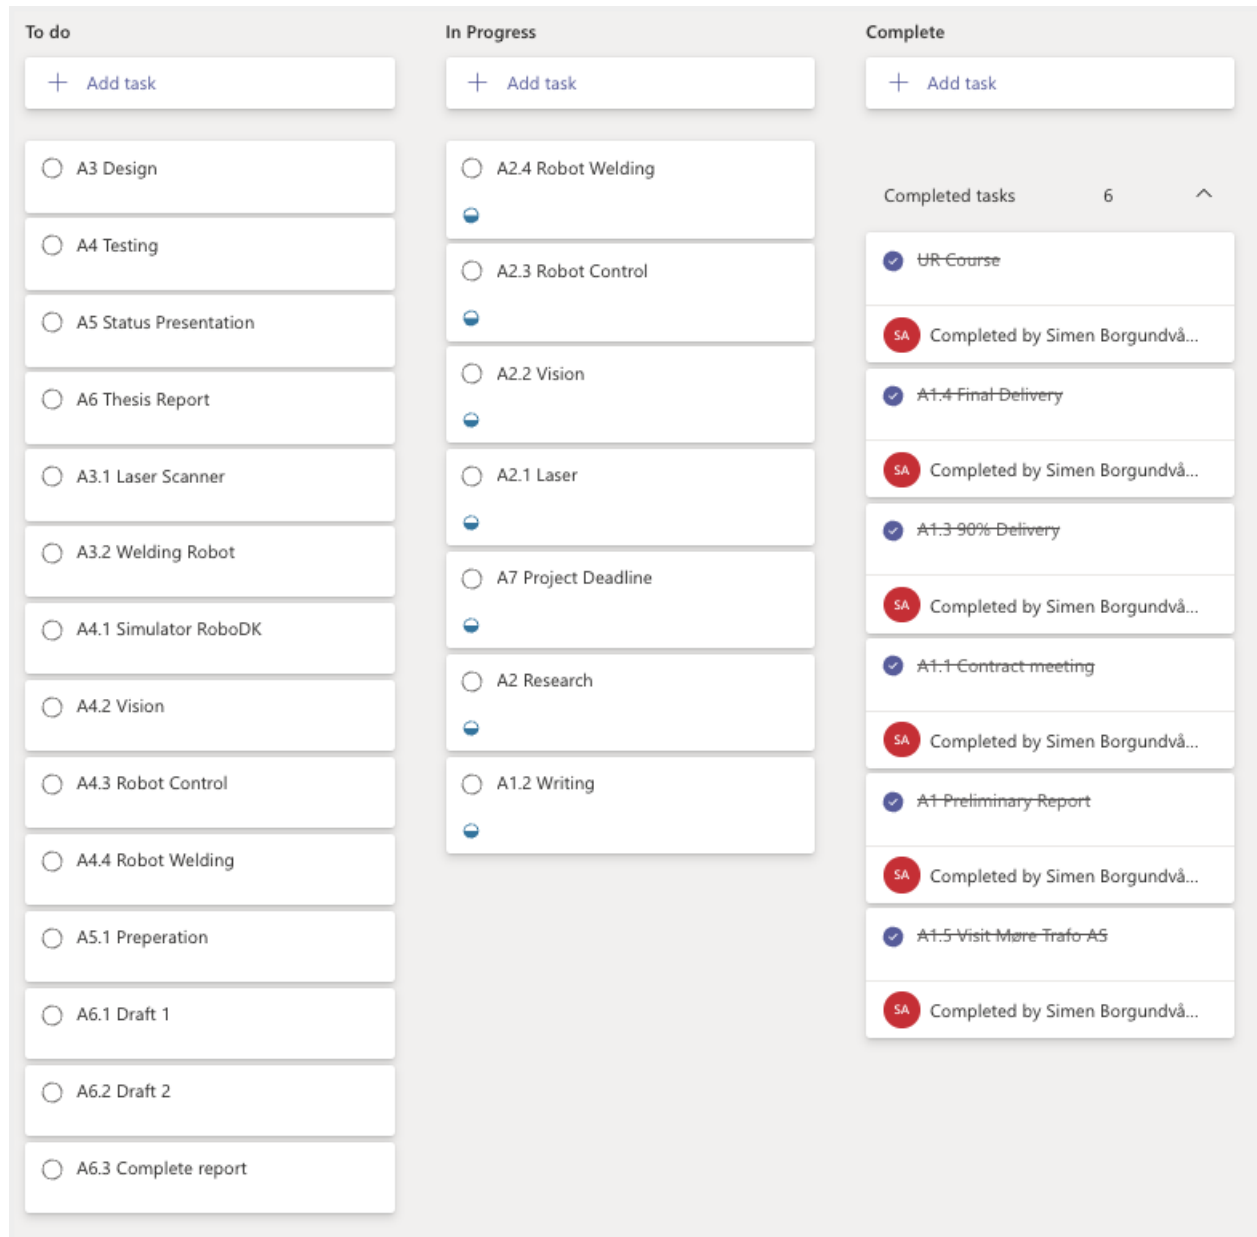 To do
Add task
A3 Design
A4 Testing
A5 Status Presentation
A6 Thesis Report
A3.1 Laser Scanner
A3.2 Welding Robot
A4.1 Simulator RoboDK
A4.2 Vision
A4.3 Robot Control
A4.4 Robot Welding
A5.1 Preperation
A6.1 Draft 1
A6.2 Draft 2
A6.3 Complete report
In Progress
Add task
A2.4 Robot Welding
A2.3 Robot Control
A2.2 Vision
A2.1 Laser
A7 Project Deadline
A2 Research
A1.2 Writing
Complete
Add task
Completed tasks 6
UR Course
SA Completed by Simen Borgundvå...
A1.4 Final Delivery
SA Completed by Simen Borgundvå...
A1.3 90% Delivery
SA Completed by Simen Borgundvå...
A1.1 Contract meeting
SA Completed by Simen Borgundvå...
A1 Preliminary Report
SA Completed by Simen Borgundvå...
A1.5 Visit Møre Trafo AS
SA Completed by Simen Borgundvå...